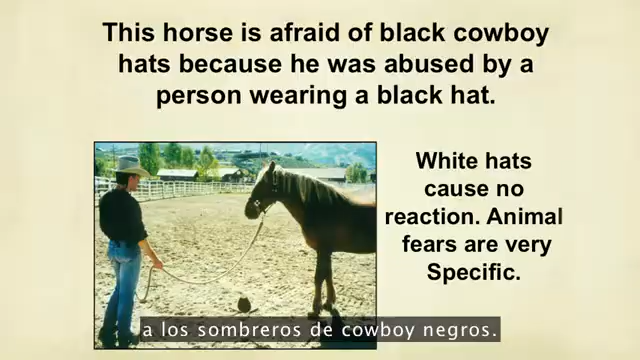 This horse is afraid of black cowboy
hats because he was abused by a
person wearing a black hat.
White hats
cause no
reaction. Animal
fears are very
Specific.
a los sombreros de cowboy negros.